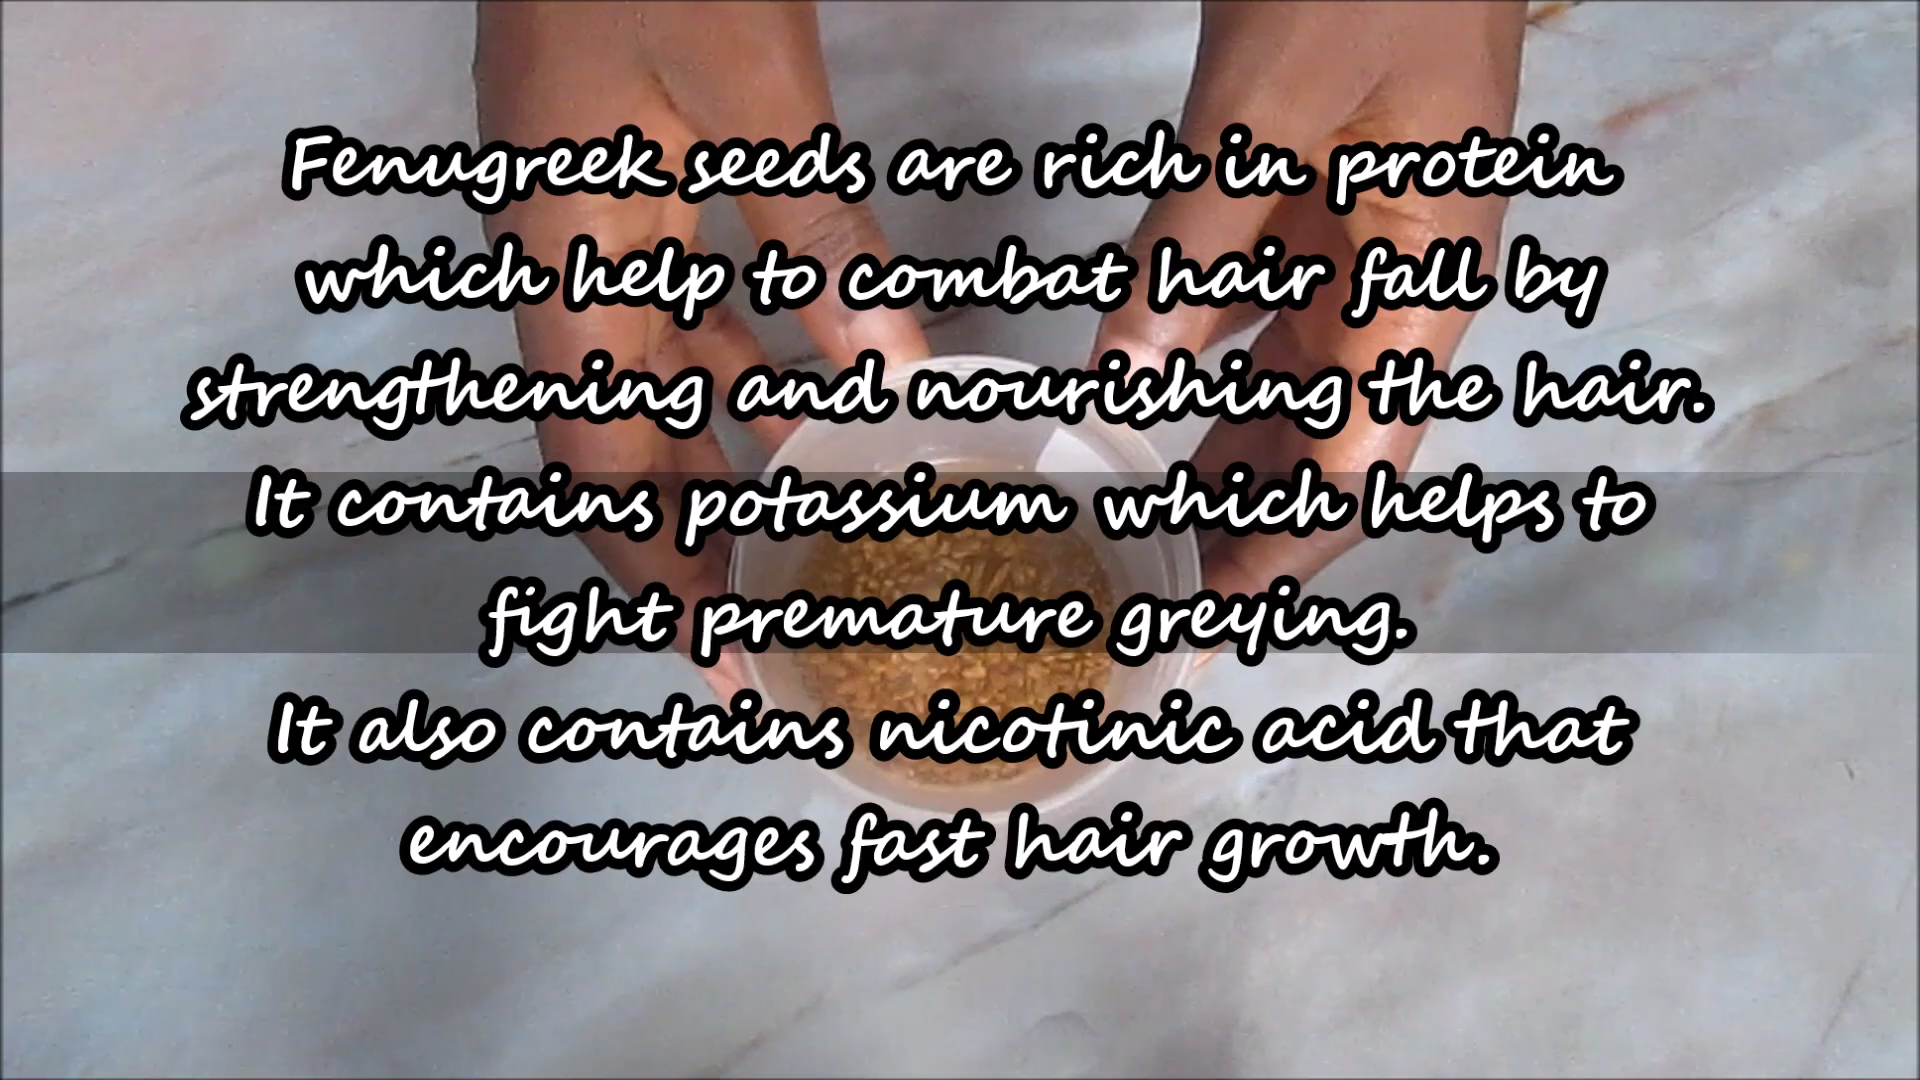 Fenugreek seeds are rich in protein
which help to combat hair fall by
strengthening and nourishing the hair.
It contains potassium which helps to
fight premature greying.
It also contains nicotinic acid that
encourages fast hair growth.